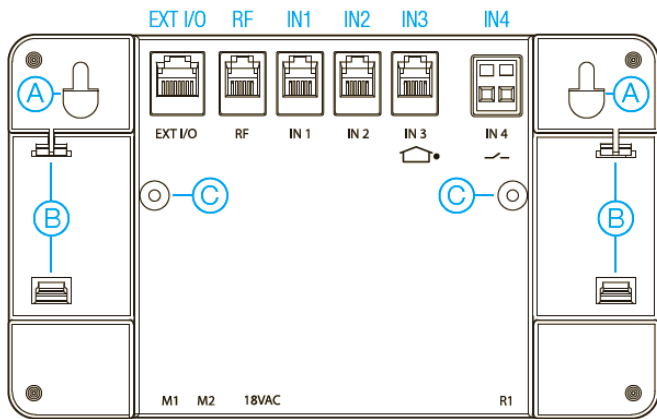 EXT I/O RF IN1 IN2 IN3 IN4
A A
EXT I/O RF IN 1 IN 2 IN 3 IN 4
C C
B B
M1 M2 18VAC R1